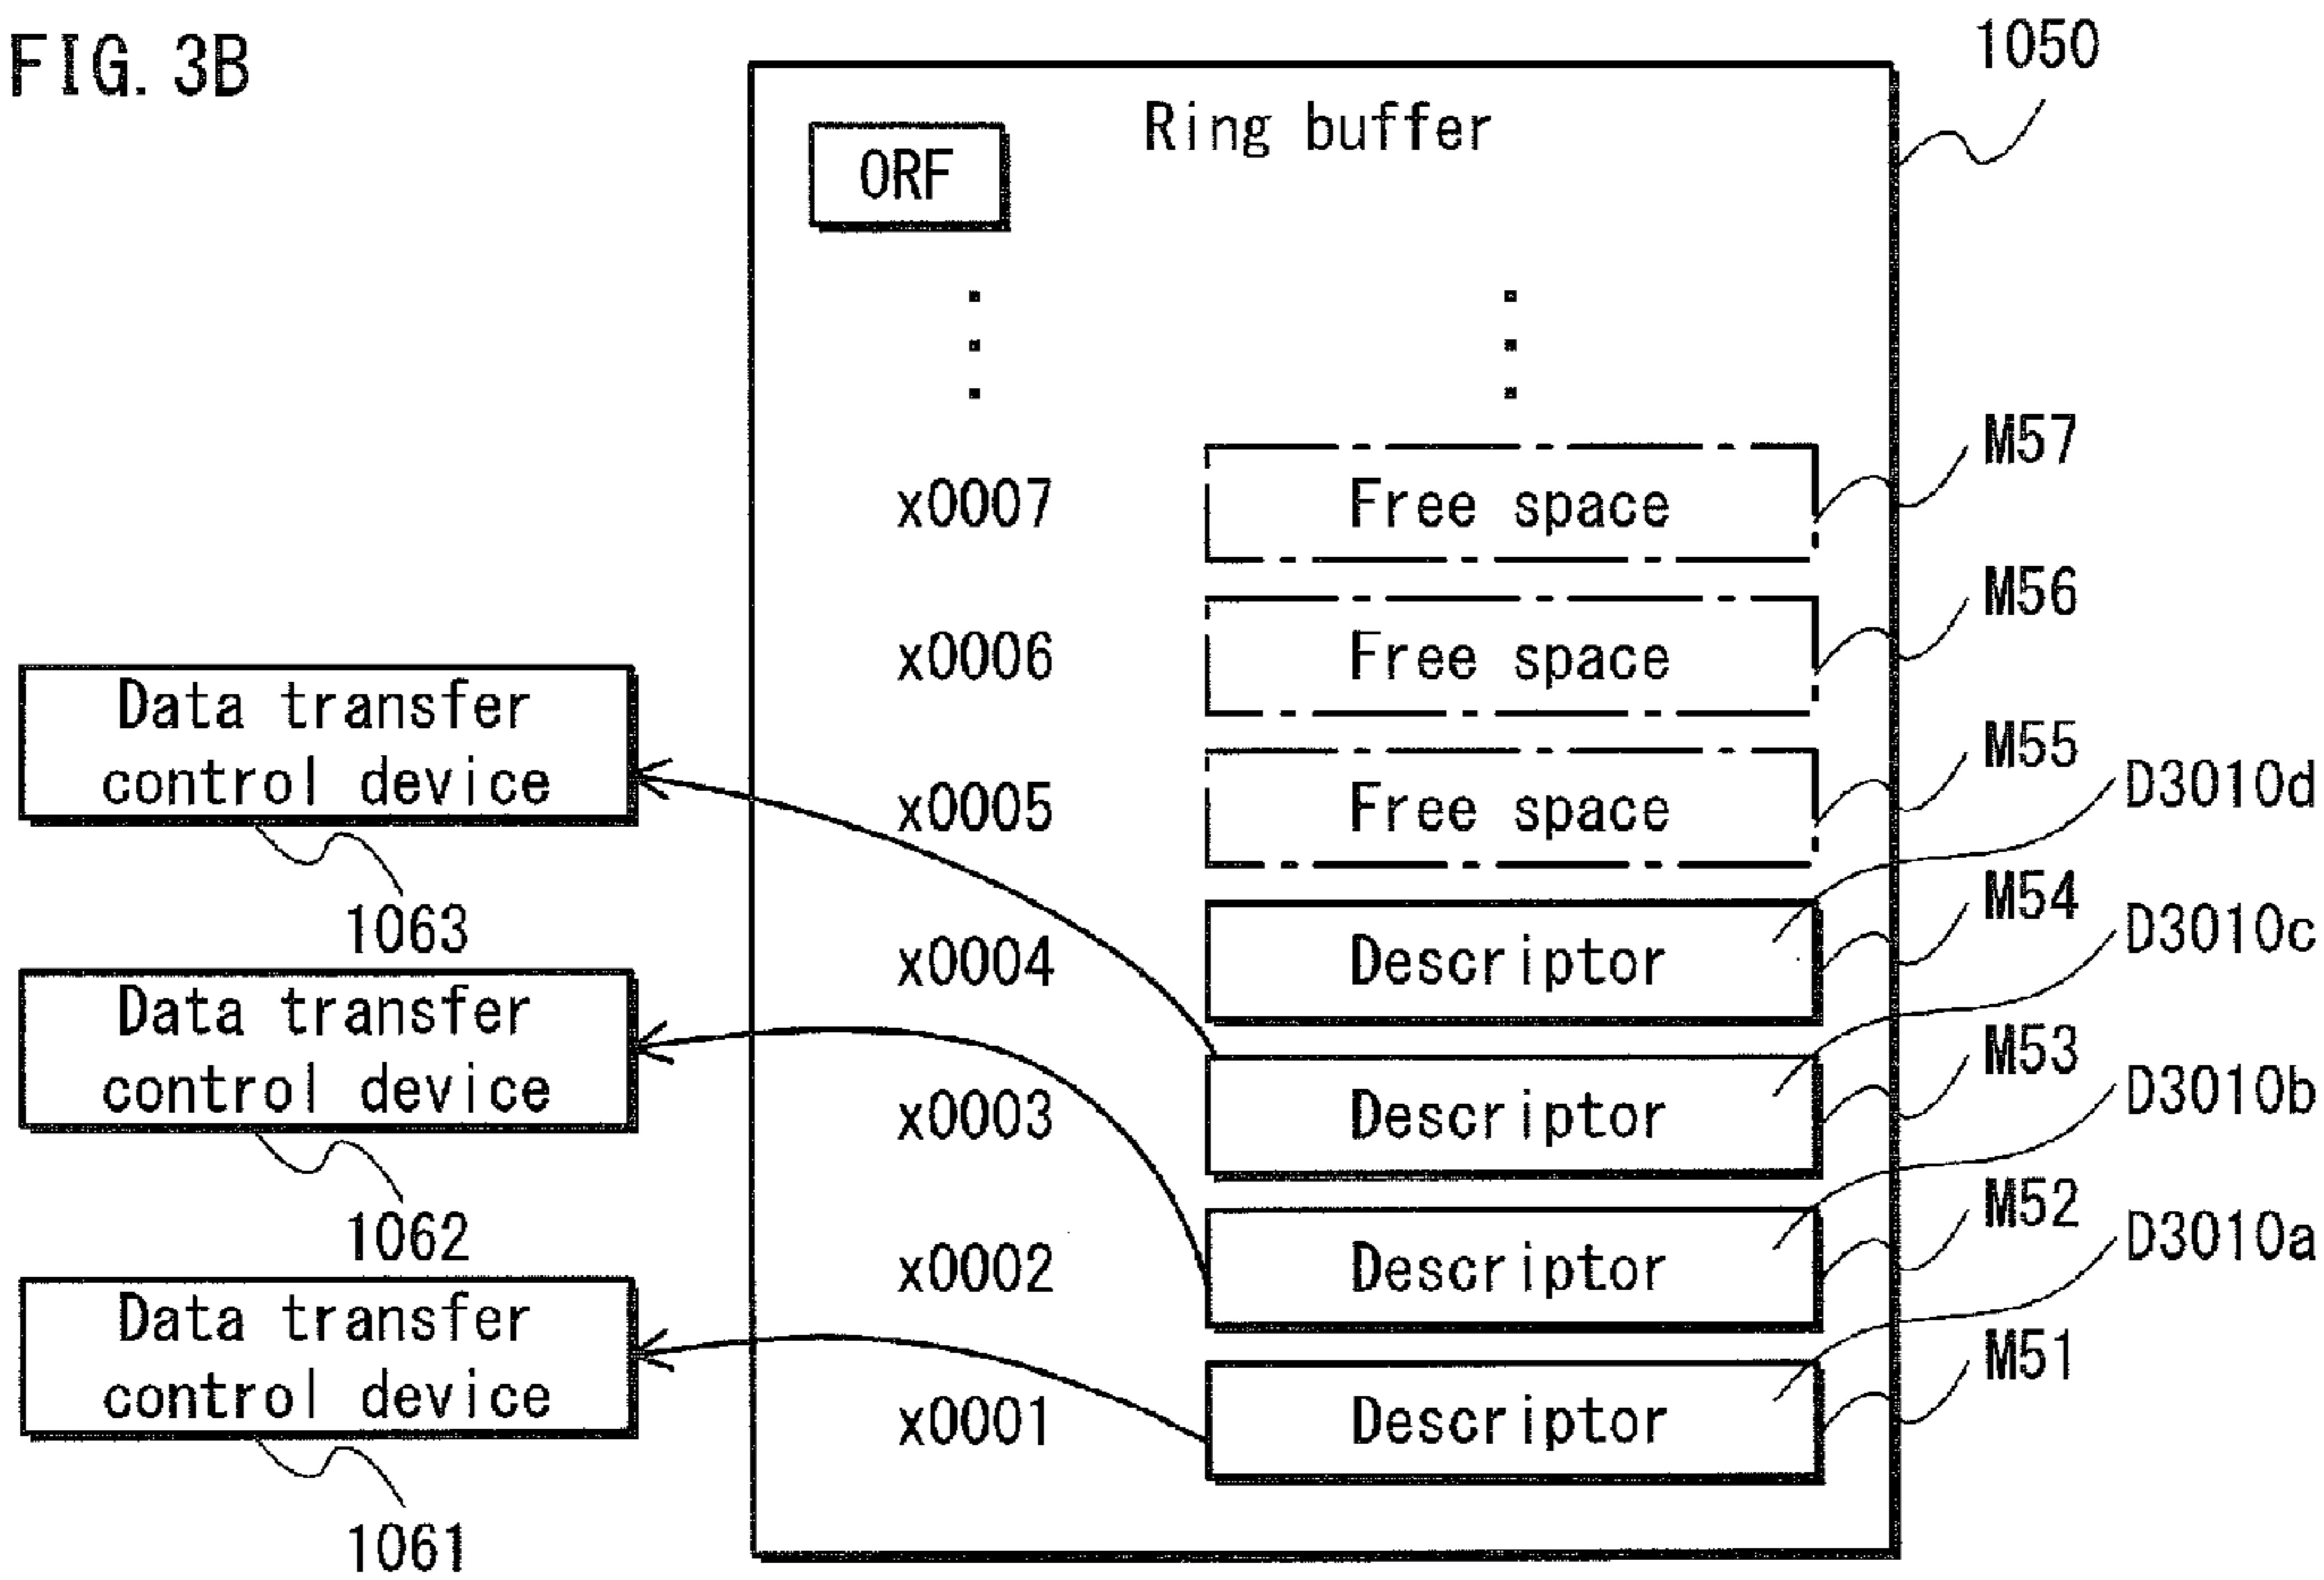 FIG. 3B
1050
Ring buffer
ORF
M57
x0007 Free space
M56
x0006 Free space
Data transfer
control device
1063
M55
D3010d
x0005 Free space
M54
D3010c
x0004 Descriptor
Data transfer
control device
1062
M53
D3010b
x0003 Descriptor
M52
D3010a
x0002 Descriptor
Data transfer
control device
1061
M51
x0001 Descriptor